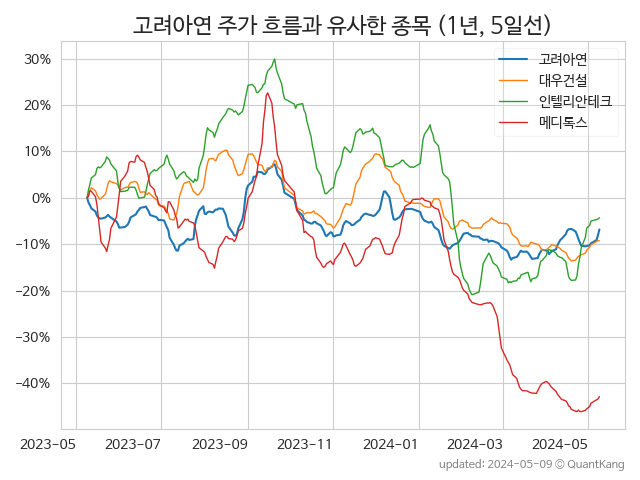 고려아연 주가 흐름과 유사한 종목 (1년, 5일선)
고려아연
대우건설
인텔리안테크
메디톡스
30%
20%
10%
0%
−10%
−20%
−30%
−40%
2023-05 2023-07 2023-09 2023-11 2024-01 2024-03 2024-05
updated: 2024-05-09 © QuantKang